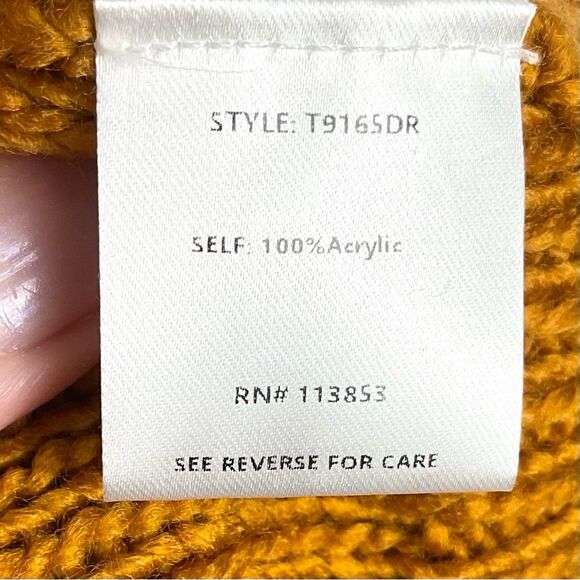 STYLE: T9165DR
SELF: 100%Acrylic
RN# 113853
SEE REVERSE FOR CARE